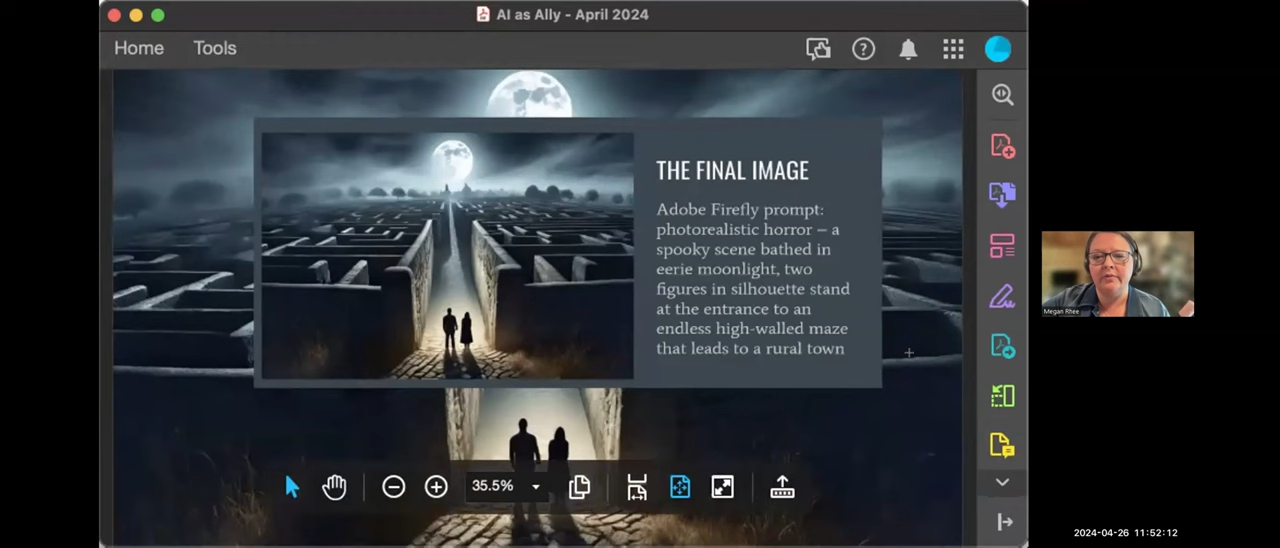 AI as Ally - April 2024
Home Tools
THE FINAL IMAGE
Adobe Firefly prompt:
photorealistic horror – a
spooky scene bathed in
eerie moonlight, two
figures in silhouette stand
at the entrance to an
endless high-walled maze
that leads to a rural town
35.5%
Megan Rhee
2024-04-26 11:52:12